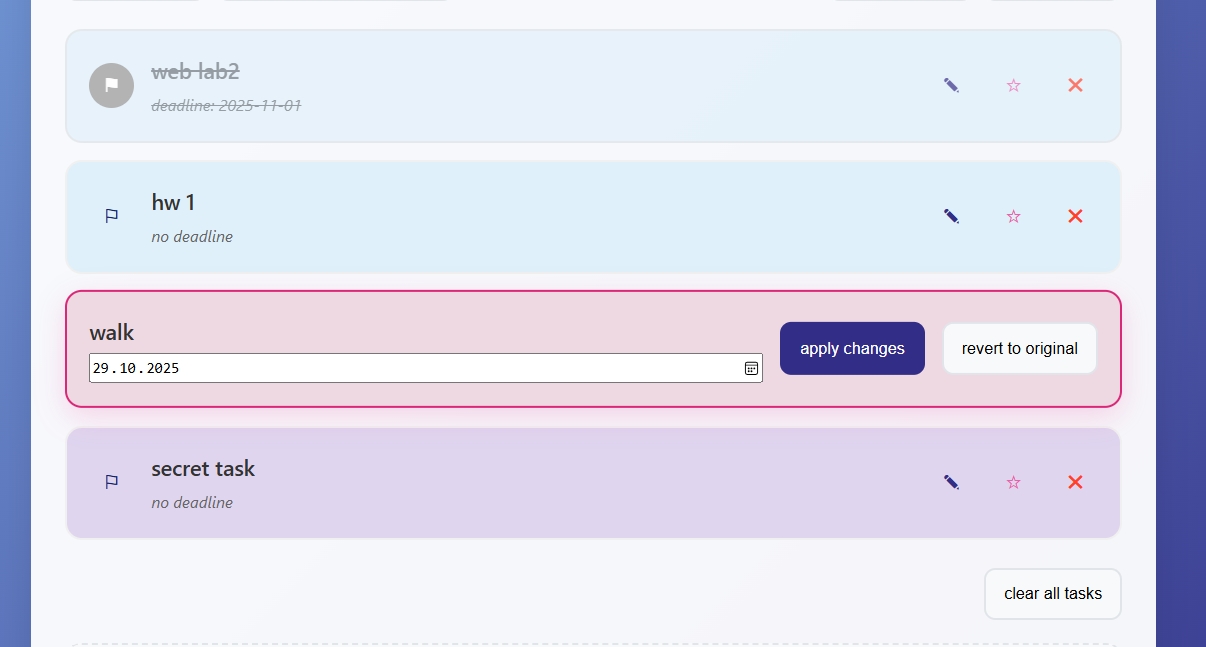 web lab2
deadline: 2025-11-01
hw 1
no deadline
walk
29.10.2025
apply changes
revert to original
secret task
no deadline
clear all tasks